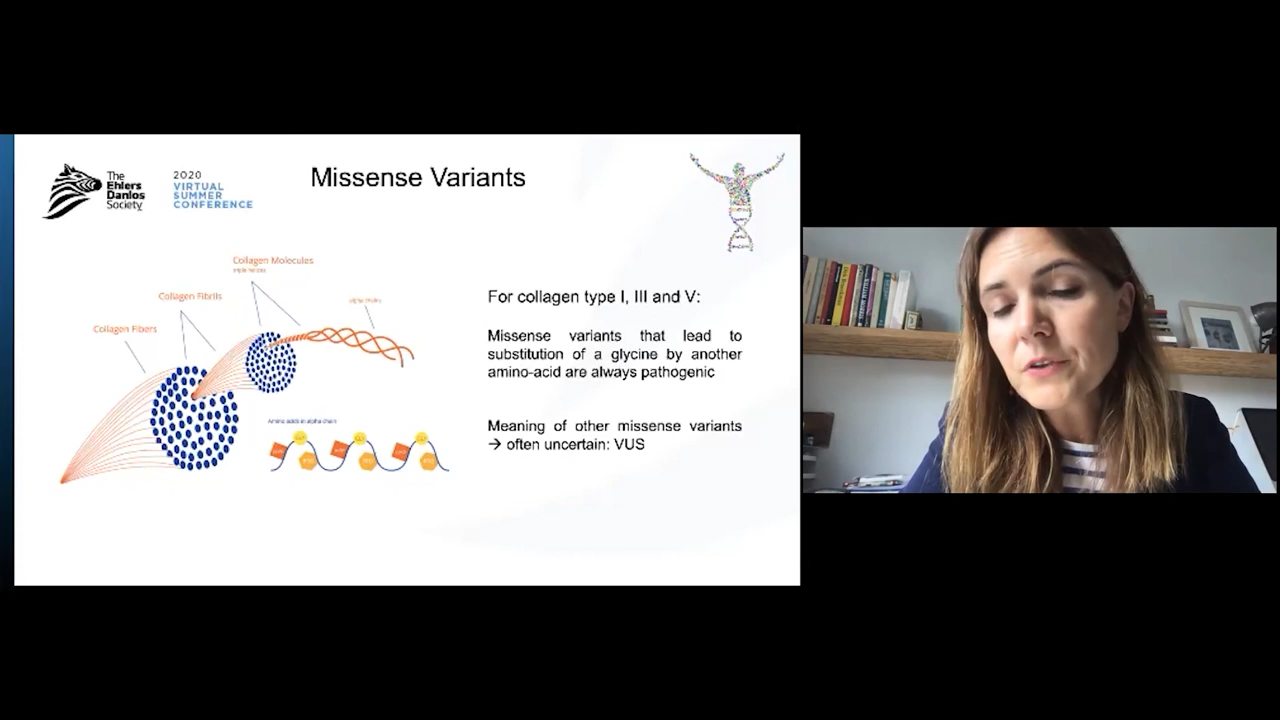 The
Ehlers
Danlos
Society
2020
VIRTUAL
SUMMER
CONFERENCE
Missense Variants
Collagen Molecules
triple helices
alpha chains
Collagen Fibrils
Collagen Fibers
Amino acids in alpha chain
For collagen type I, III and V:
Missense variants that lead to
substitution of a glycine by another
amino-acid are always pathogenic
Meaning of other missense variants
→ often uncertain: VUS